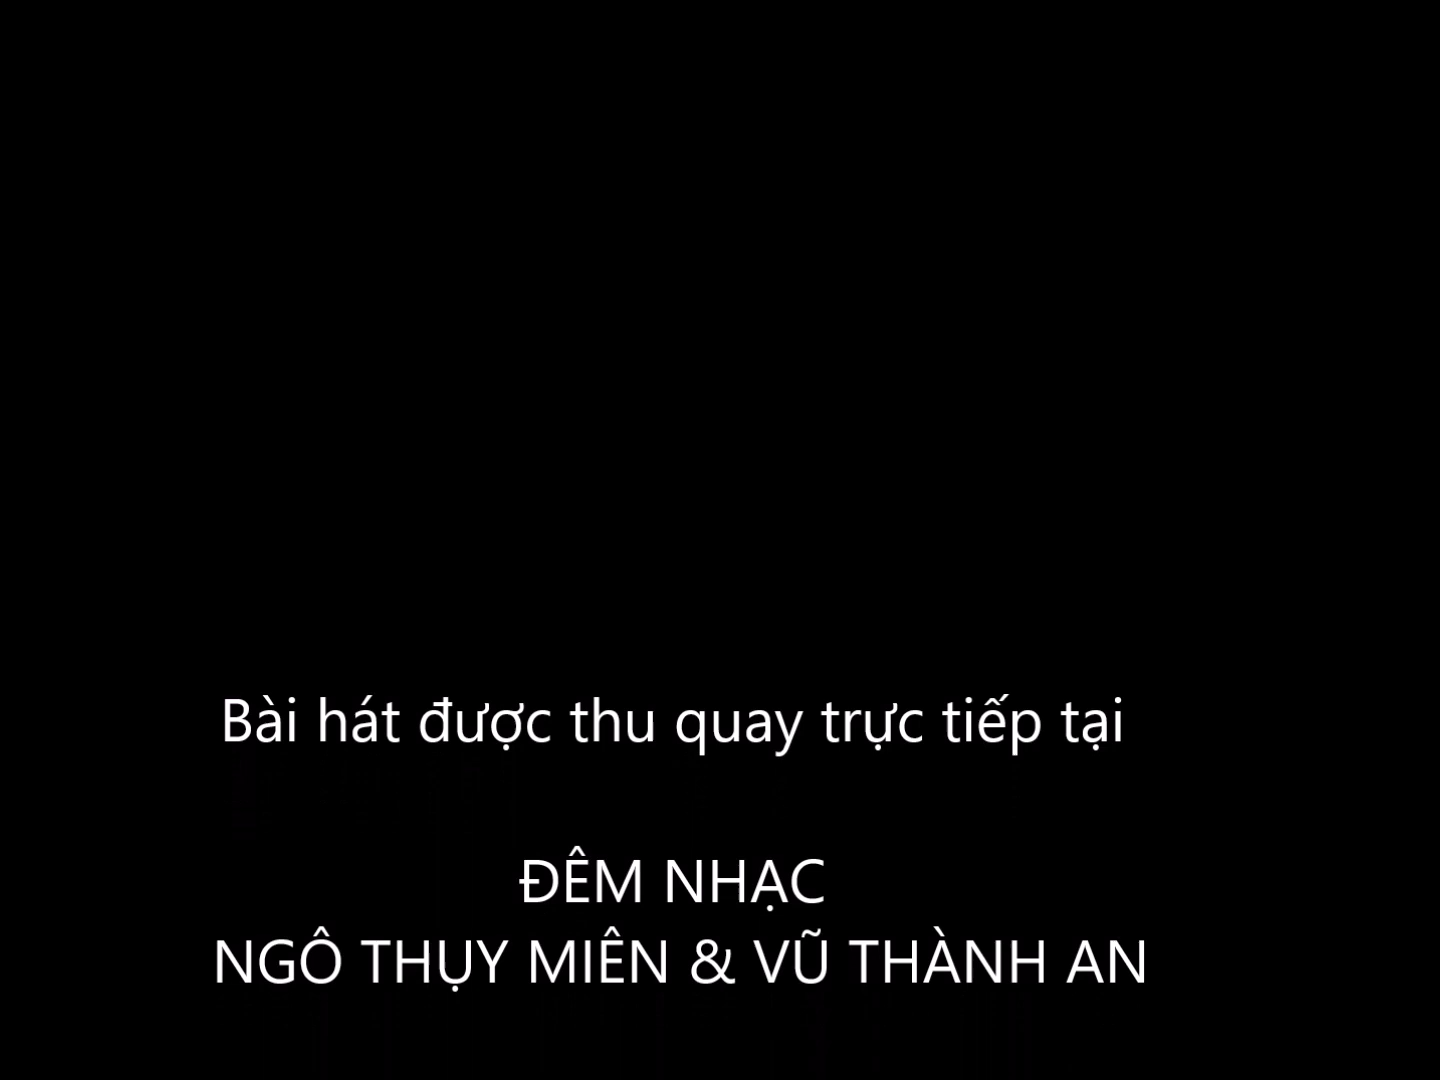 Bài hát được thu quay trực tiếp tại
ĐÊM NHẠC
NGÔ THỤY MIÊN & VŨ THÀNH AN